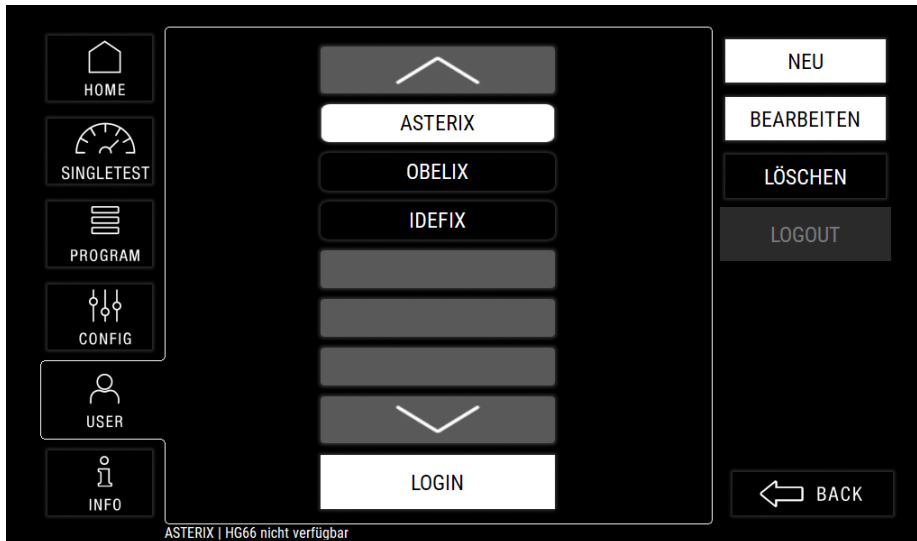 HOME
SINGLETEST
PROGRAM
CONFIG
USER
INFO
ASTERIX
OBELIX
IDEFIX
LOGIN
NEU
BEARBEITEN
LÖSCHEN
LOGOUT
BACK
ASTERIX | HG66 nicht verfügbar